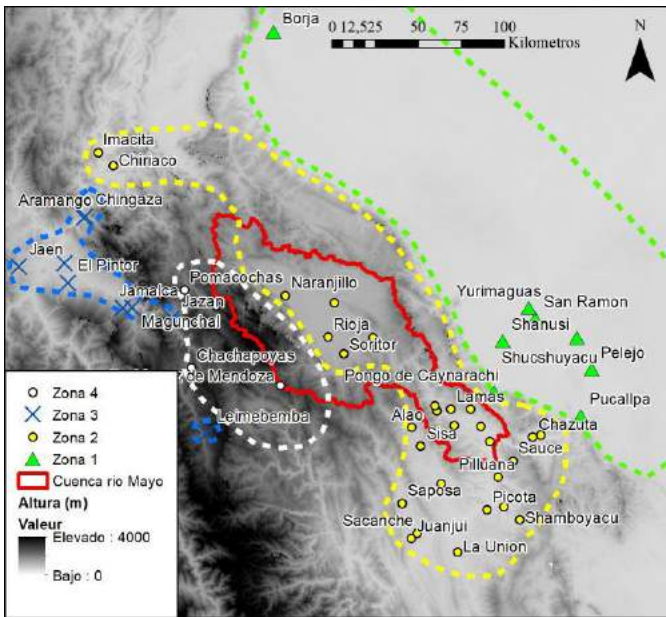 Borja
0 12,525 50 75 100
Kilometros
N
Imacita
Chiriaco
Aramango Chingaza
Jaen
El Pintor
Pomacochas
Naranjillo
Jamalca
Jazan
Magunchal
Yurimaguas
San Ramon
Rioja
Shanusi
Soritor
Shucshuyacu
Pelejo
Chachapoyas
Pongo de Caynarachi
de Mendoza
Pucallpa
Lamas
Leimebemba
Alao
Chazuta
Sisa
Sauce
Pilluana
Saposa
Picota
Sacanche
Shamboyacu
Juanjui
La Union
Zona 4
Zona 3
Zona 2
Zona 1
Cuenca rio Mayo
Altura (m)
Valeur
Elevado : 4000
Bajo : 0